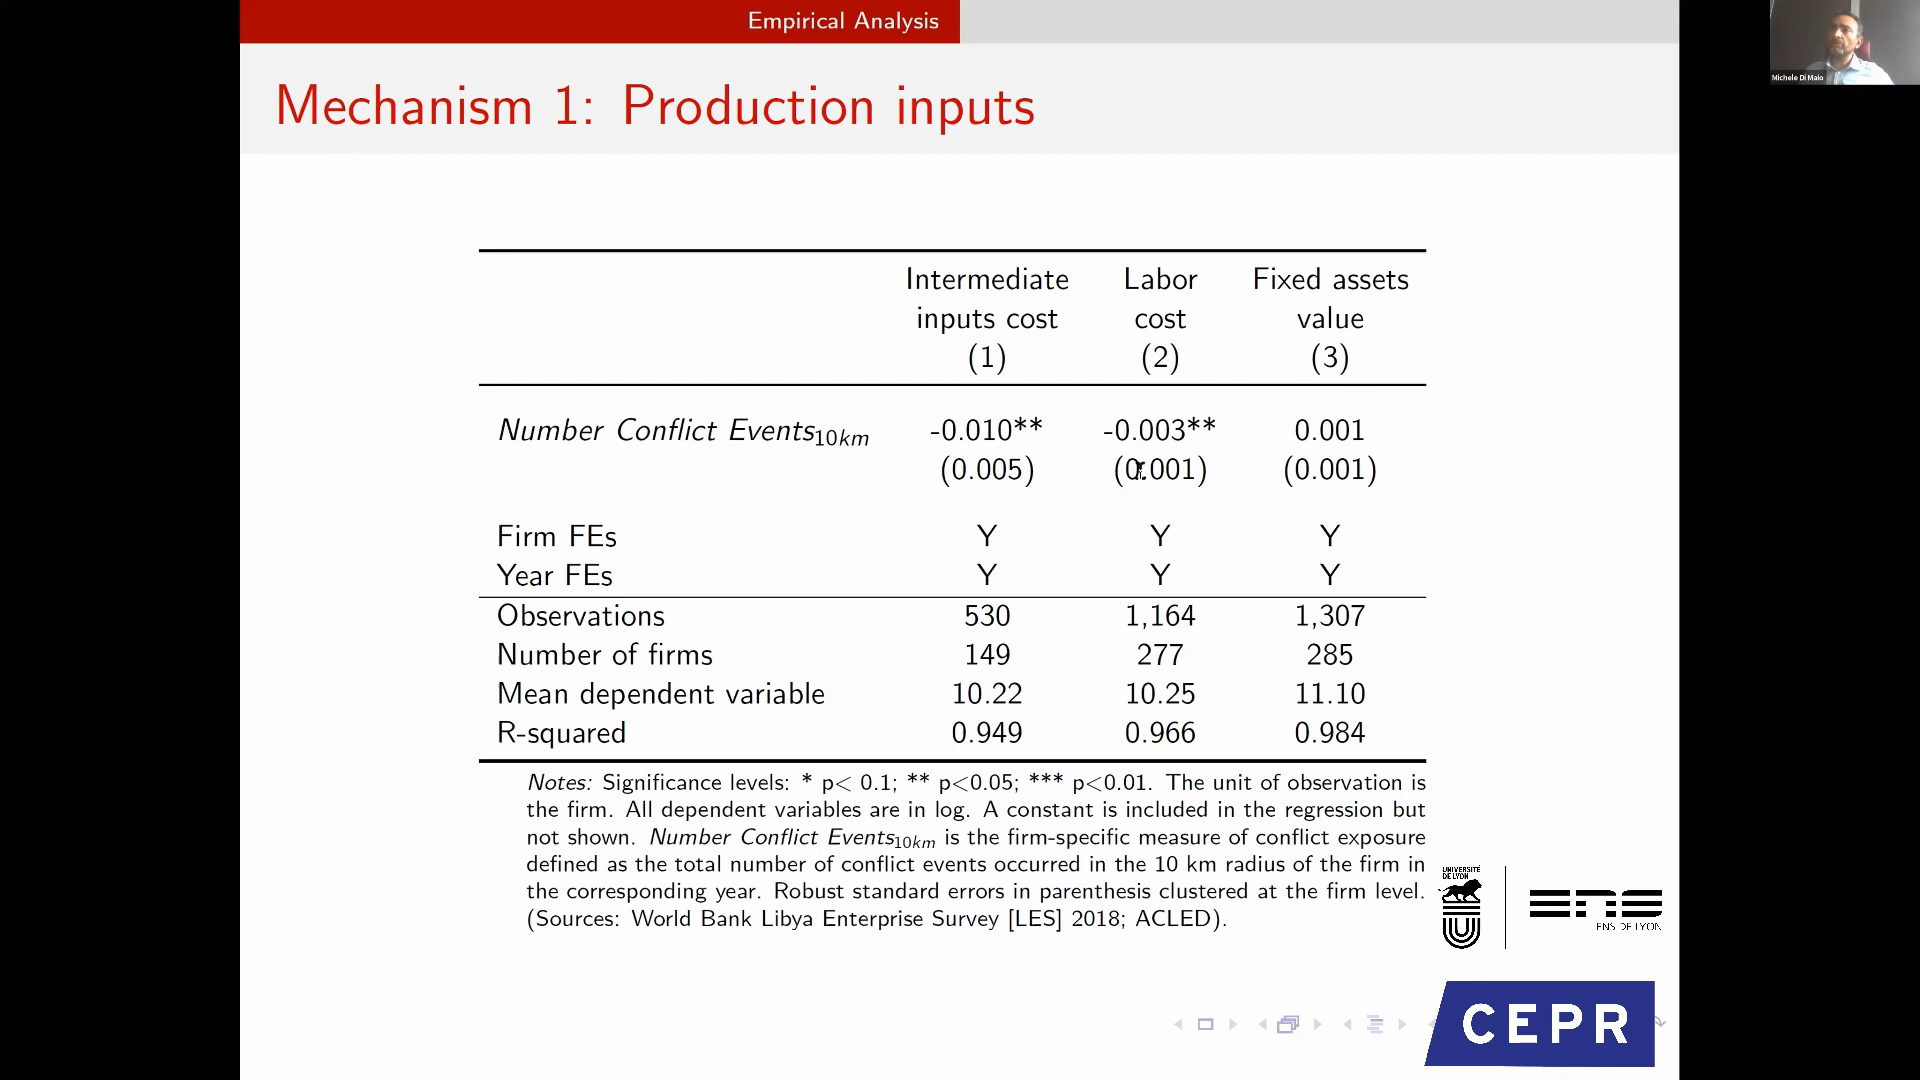 Empirical Analysis
Michele Di Maio
Mechanism 1: Production inputs
Intermediate Labor Fixed assets
inputs cost cost value
(1) (2) (3)
Number Conflict Events10km -0.010** -0.003** 0.001
(0.005) (0.001) (0.001)
Firm FEs Y Y Y
Year FEs Y Y Y
Observations 530 1,164 1,307
Number of firms 149 277 285
Mean dependent variable 10.22 10.25 11.10
R-squared 0.949 0.966 0.984
Notes: Significance levels: * p< 0.1; ** p<0.05; *** p<0.01. The unit of observation is
the firm. All dependent variables are in log. A constant is included in the regression but
not shown. Number Conflict Events10km is the firm-specific measure of conflict exposure
defined as the total number of conflict events occurred in the 10 km radius of the firm in
the corresponding year. Robust standard errors in parenthesis clustered at the firm level.
(Sources: World Bank Libya Enterprise Survey [LES] 2018; ACLED).
UNIVERSITÉ
DE LYON
ENS
ENS DE LYON
CEPR